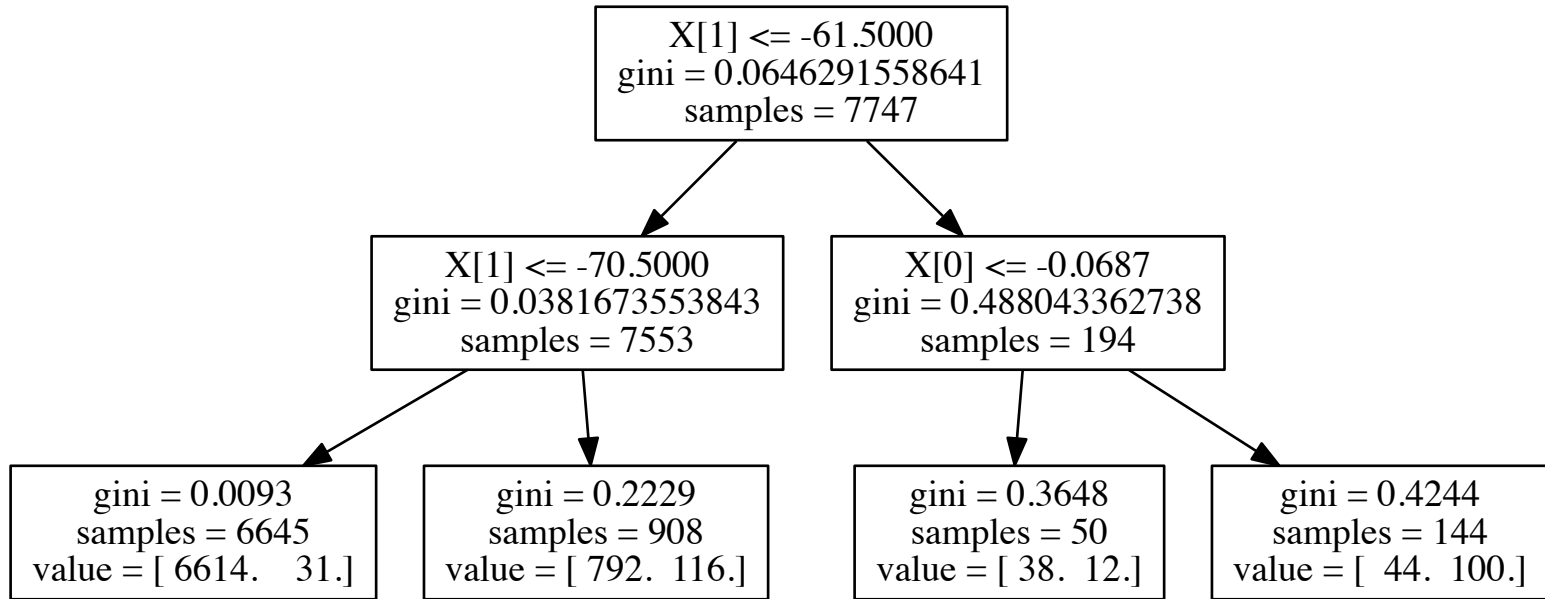 X[1] <= -61.5000
gini = 0.0646291558641
samples = 7747
X[1] <= -70.5000
gini = 0.0381673553843
samples = 7553
X[0] <= -0.0687
gini = 0.488043362738
samples = 194
gini = 0.0093
samples = 6645
value = [ 6614.    31.]
gini = 0.2229
samples = 908
value = [ 792.  116.]
gini = 0.3648
samples = 50
value = [ 38.  12.]
gini = 0.4244
samples = 144
value = [  44.  100.]